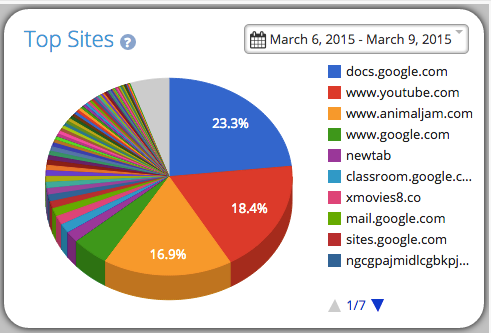 Top Sites ?
March 6, 2015 - March 9, 2015
docs.google.com
www.youtube.com
www.animaljam.com
www.google.com
newtab
classroom.google.c...
xmovies8.co
mail.google.com
sites.google.com
ngcgpajmidlcgbkpj...
23.3%
18.4%
16.9%
1/7